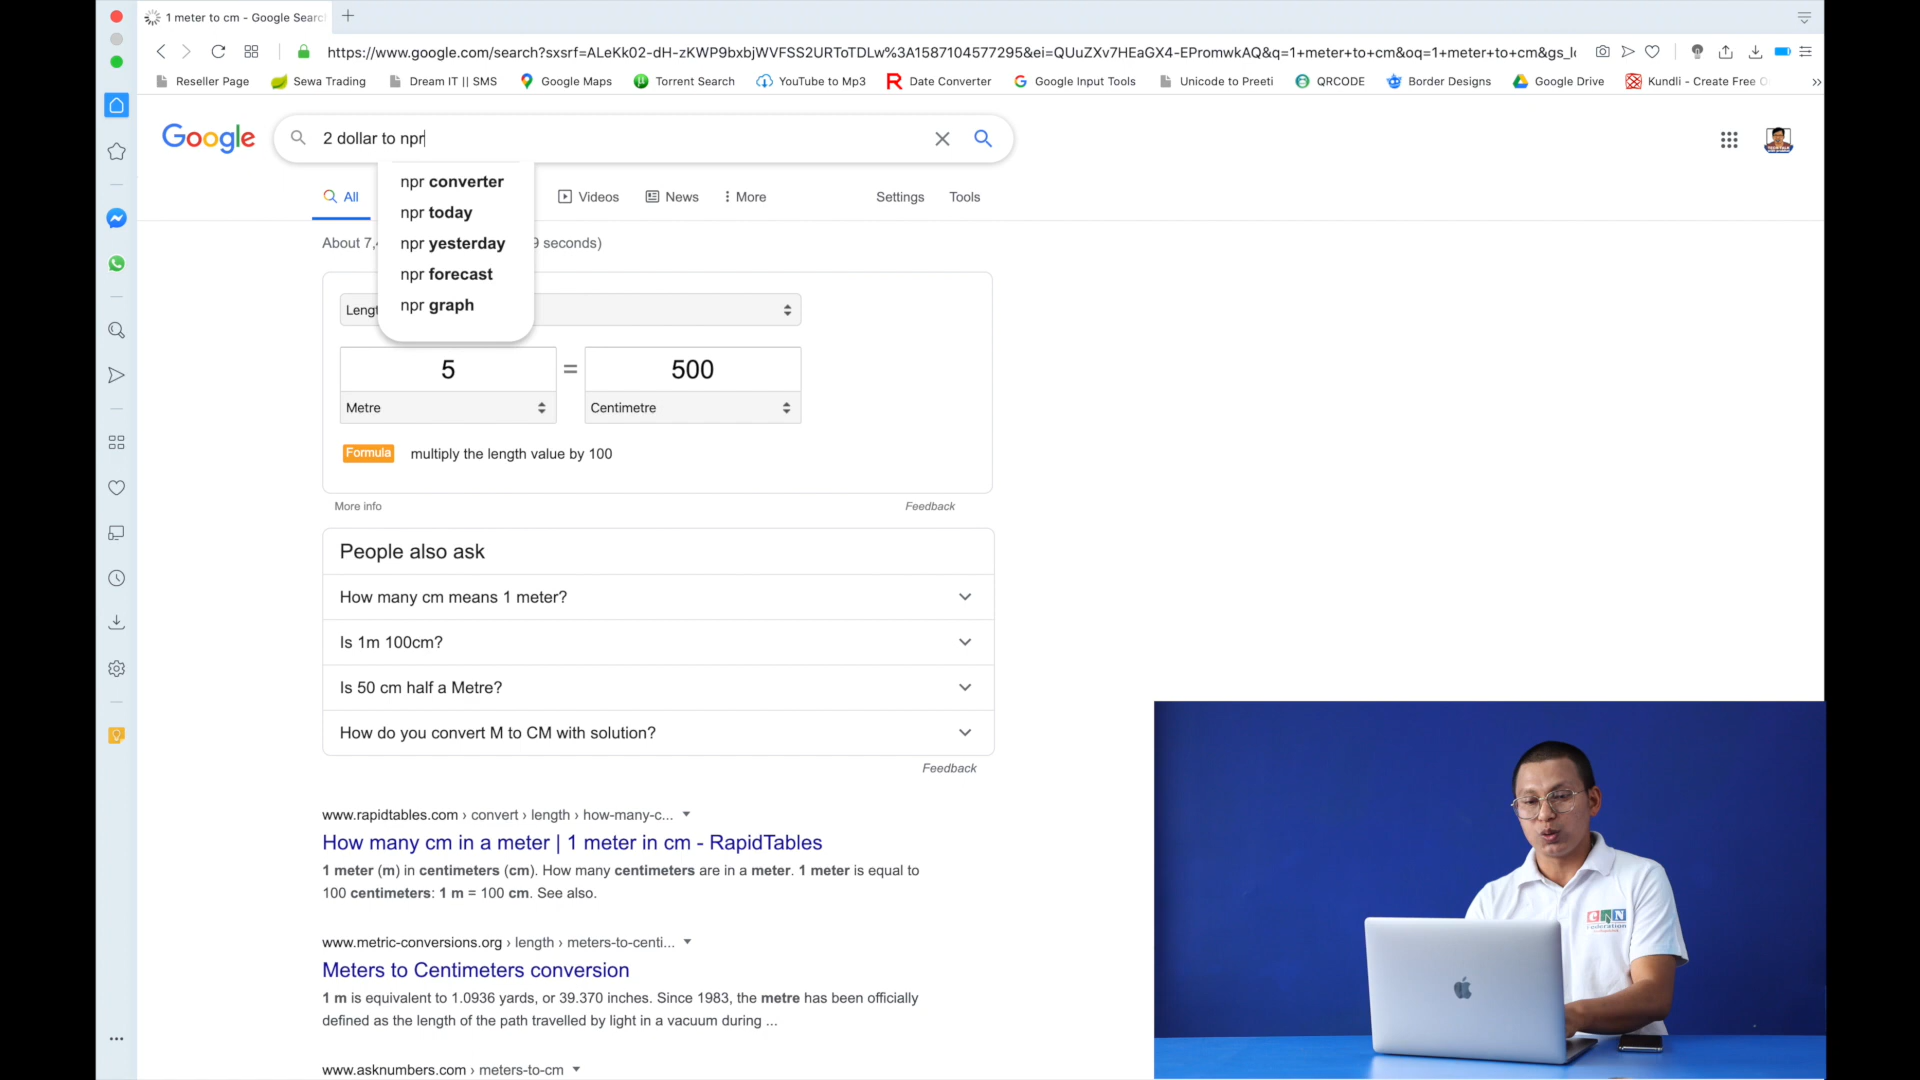 1 meter to cm - Google Search
https://www.google.com/search?sxsrf=ALeKk02-dH-zKWP9bxbjWVFSS2URToTDLw%3A1587104577295&ei=QUuZXv7HEaGX4-EPromwkAQ&q=1+meter+to+cm&oq=1+meter+to+cm&gs_l
Reseller Page
Sewa Trading
Dream IT || SMS
Google Maps
Torrent Search
YouTube to Mp3
Date Converter
Google Input Tools
Unicode to Preeti
QRCODE
Border Designs
Google Drive
Kundli - Create Free
Google
2 dollar to npr
npr converter
npr today
npr yesterday
npr forecast
npr graph
All
Videos
News
More
Settings
Tools
About 7, 9 seconds)
Lengt
5 = 500
Metre
Centimetre
Formula
multiply the length value by 100
More info
Feedback
People also ask
How many cm means 1 meter?
Is 1m 100cm?
Is 50 cm half a Metre?
How do you convert M to CM with solution?
Feedback
www.rapidtables.com › convert › length › how-many-c...
How many cm in a meter | 1 meter in cm - RapidTables
1 meter (m) in centimeters (cm). How many centimeters are in a meter. 1 meter is equal to
100 centimeters: 1 m = 100 cm. See also.
www.metric-conversions.org › length › meters-to-centi...
Meters to Centimeters conversion
1 m is equivalent to 1.0936 yards, or 39.370 inches. Since 1983, the metre has been officially
defined as the length of the path travelled by light in a vacuum during ...
www.asknumbers.com › meters-to-cm
CAN
Federation